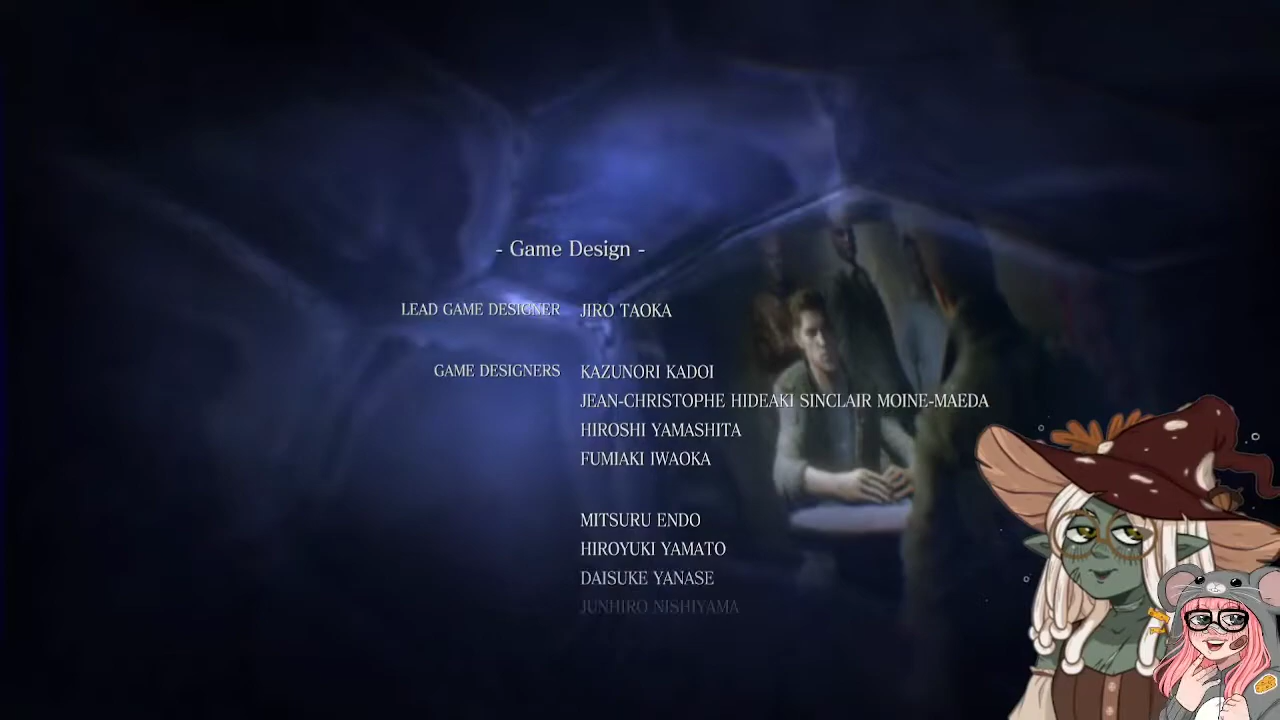 - Game Design -
LEAD GAME DESIGNER JIRO TAOKA
GAME DESIGNERS KAZUNORI KADOI
JEAN-CHRISTOPHE HIDEAKI SINCLAIR MOINE-MAEDA
HIROSHI YAMASHITA
FUMIAKI IWAOKA
MITSURU ENDO
HIROYUKI YAMATO
DAISUKE YANASE
JUNHIRO NISHIYAMA